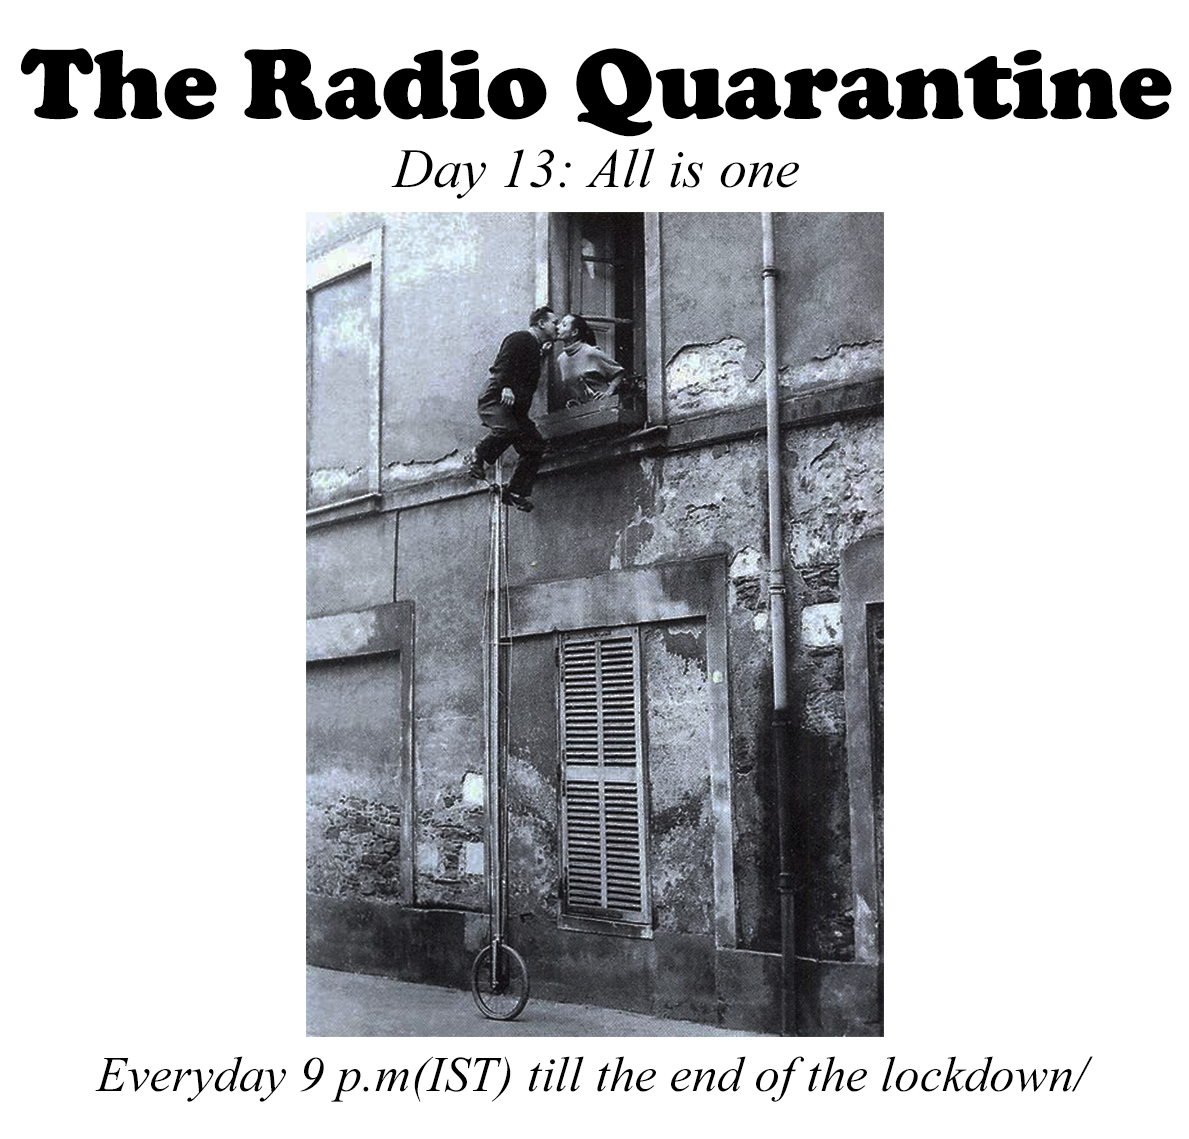 The Radio Quarantine
Day 13: All is one
Everyday 9 p.m(IST) till the end of the lockdown/